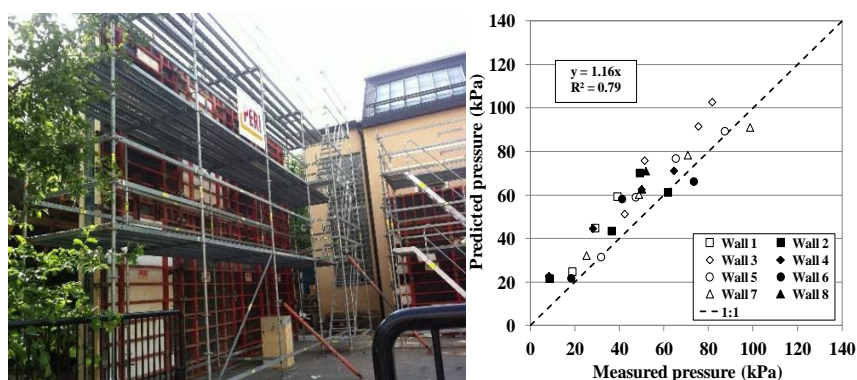 PERI
PERI
Predicted pressure (kPa)
140
120
100
80
60
40
20
0
y = 1.16x
R² = 0.79
Wall 1 Wall 2
Wall 3 Wall 4
Wall 5 Wall 6
Wall 7 Wall 8
1:1
0 20 40 60 80 100 120 140
Measured pressure (kPa)